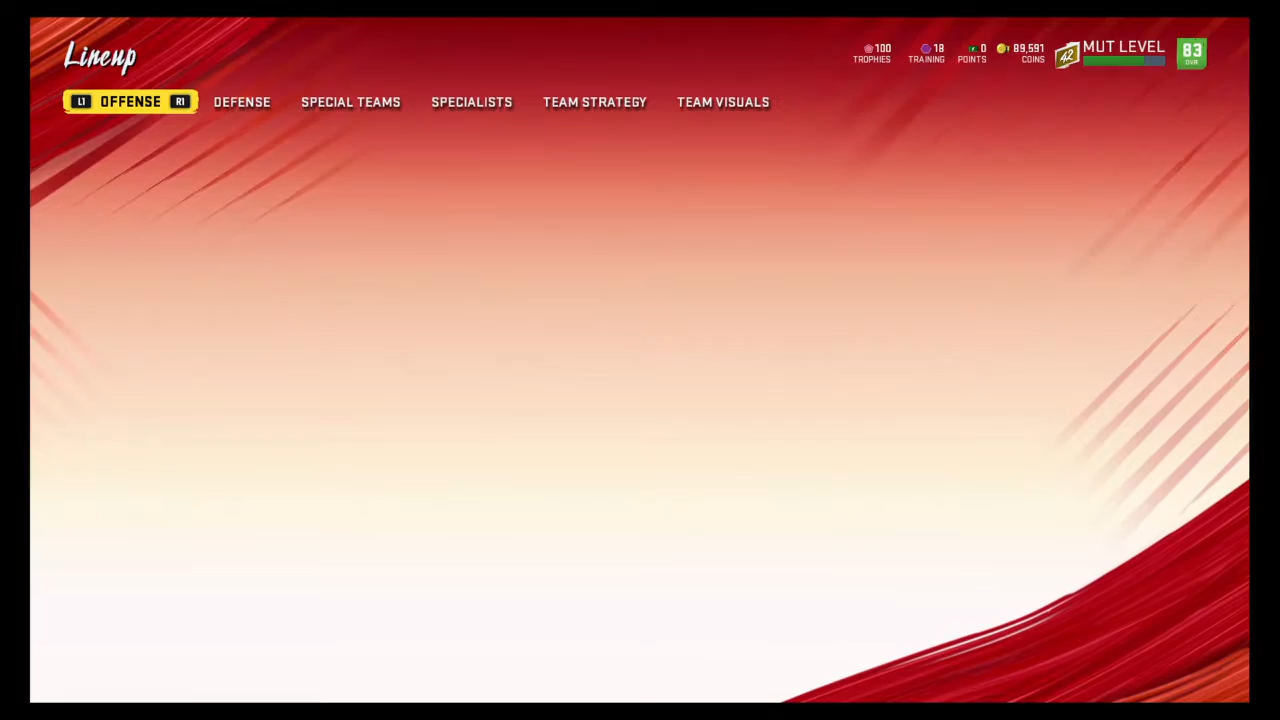 Lineup
100 TROPHIES
18 TRAINING
0 POINTS
89,591 COINS
42
MUT LEVEL
83 OVR
L1 OFFENSE R1 DEFENSE SPECIAL TEAMS SPECIALISTS TEAM STRATEGY TEAM VISUALS